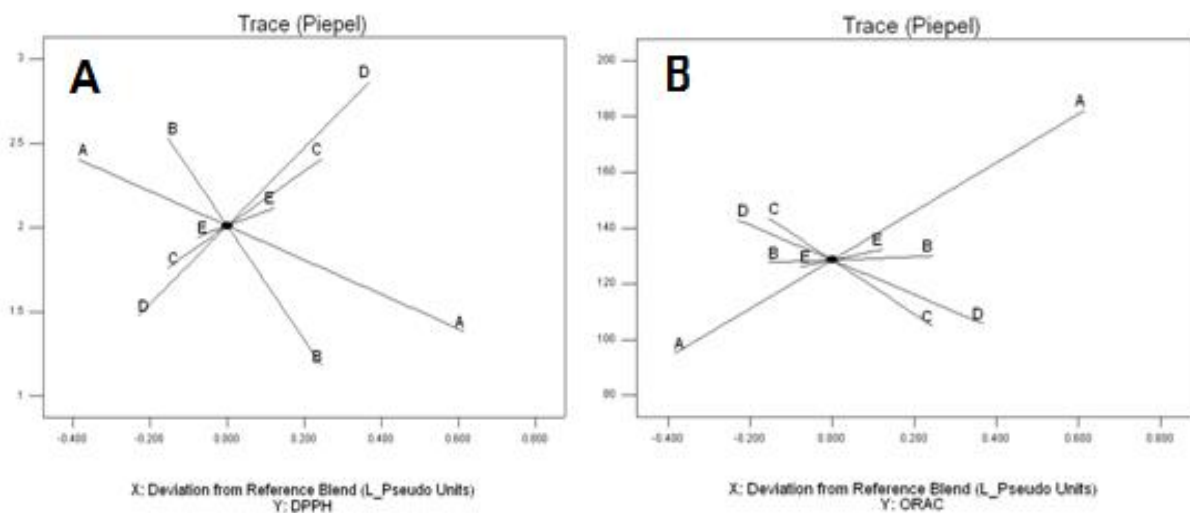 Trace (Piepel)
A
3
2.5
2
1.5
1
D
B
A
C
E
E
C
D
A
B
-0.400 -0.200 0.000 0.200 0.400 0.600 0.800
X: Deviation from Reference Blend (L_Pseudo Units)
Y: DPPH
Trace (Piepel)
B
200
180
160
140
120
100
80
A
D C
B E E B
A
C D
-0.400 -0.200 0.000 0.200 0.400 0.600 0.800
X: Deviation from Reference Blend (L_Pseudo Units)
Y: ORAC